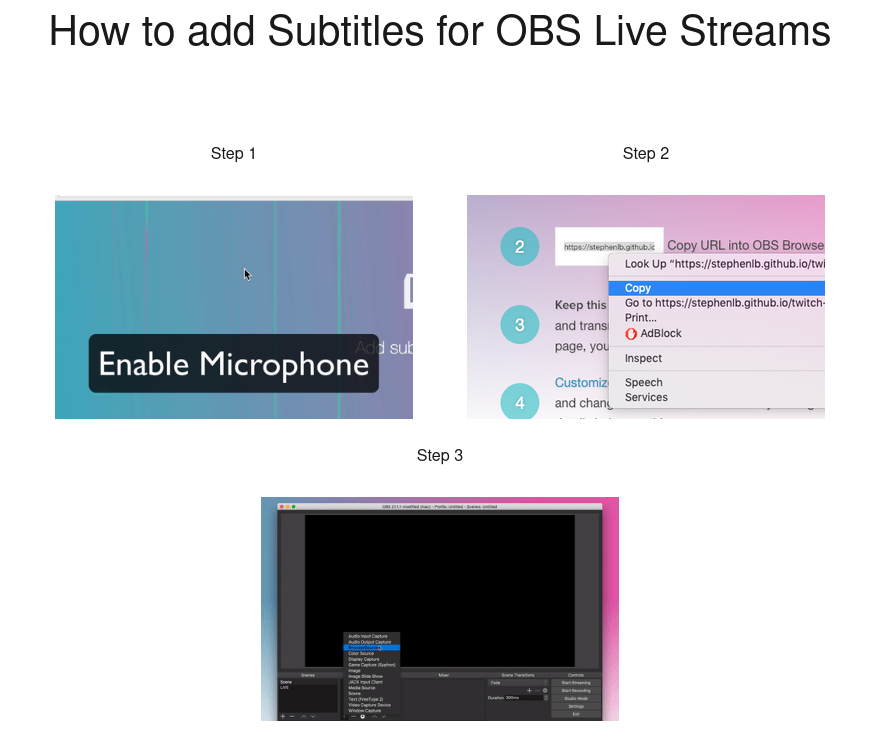 How to add Subtitles for OBS Live Streams
Step 1
Step 2
Enable Microphone
Add sub
2
https://stephenlb.github.io
Copy URL into OBS Browse
Look Up “https://stephenlb.github.io/twi
Copy
3
Keep this
Go to https://stephenlb.github.io/twitch-
and trans
Print...
page, you
AdBlock
Inspect
4
Customize
Speech
and chang
Services
Step 3
OBS 21.1.1-modified (mac) - Profile: Untitled - Scenes: Untitled
Audio Input Capture
Audio Output Capture
Color Source
Display Capture
Game Capture (Syphon)
Image
Image Slide Show
JACK Input Client
Media Source
Scene
Text (FreeType 2)
Video Capture Device
Window Capture
Scenes
Scene
LIVE
Mixer
Scene Transitions
Fade
Duration 300ms
Controls
Start Streaming
Start Recording
Studio Mode
Settings
Exit